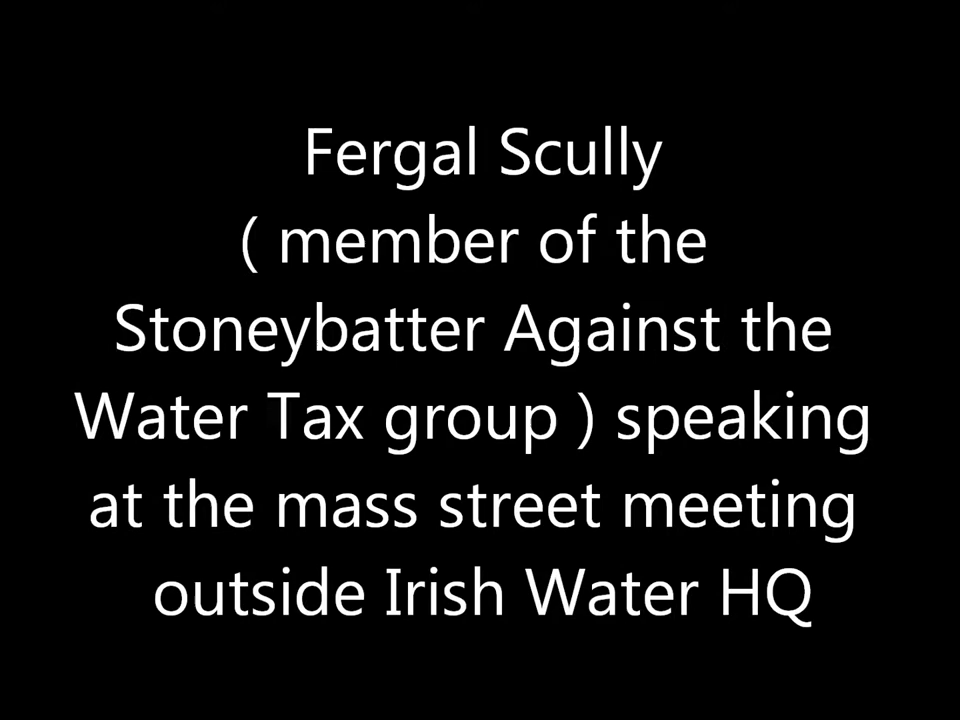 Fergal Scully
( member of the
Stoneybatter Against the
Water Tax group ) speaking
at the mass street meeting
outside Irish Water HQ